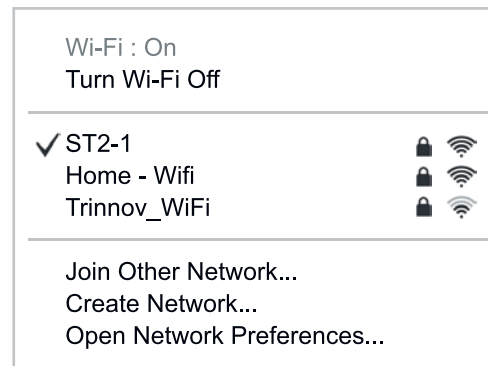 Wi-Fi : On
Turn Wi-Fi Off
ST2-1
Home - Wifi
Trinnov_WiFi
Join Other Network...
Create Network...
Open Network Preferences...